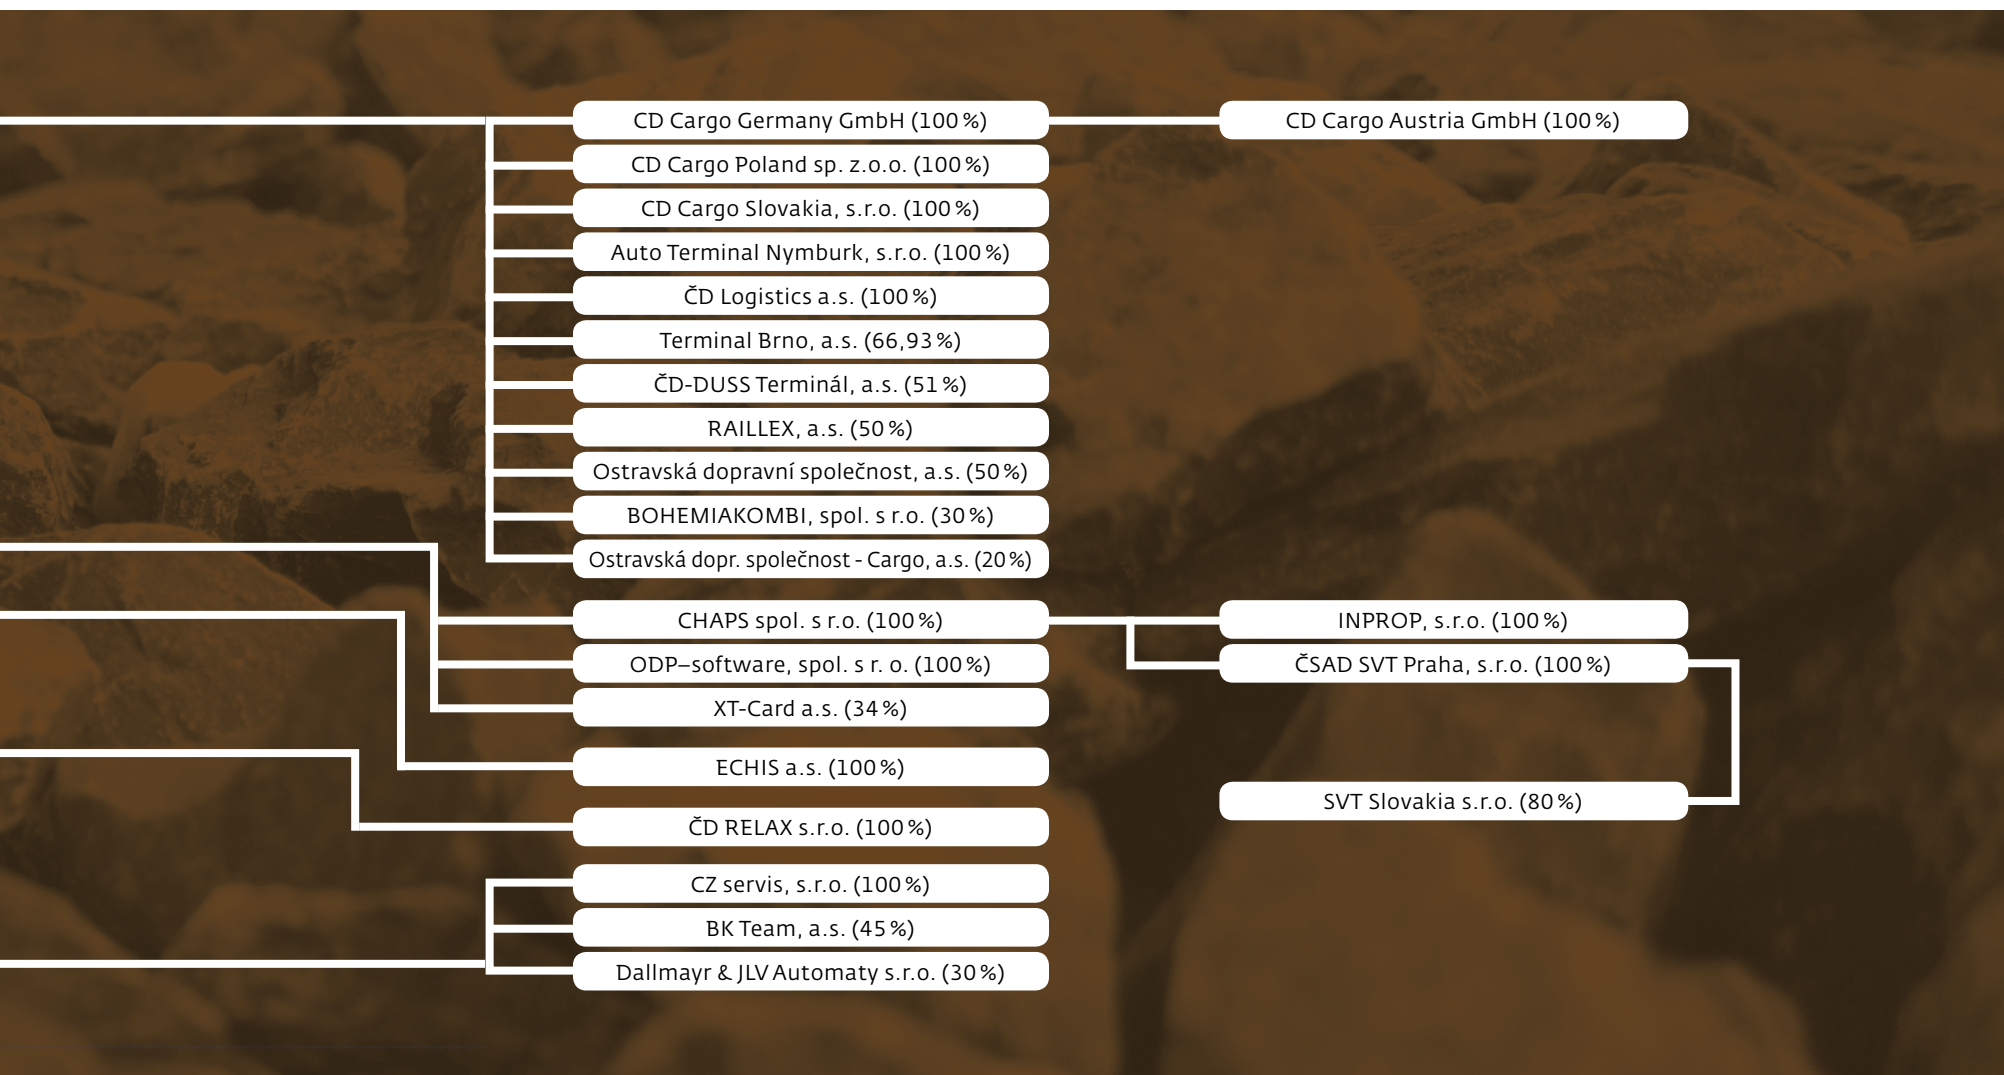 CD Cargo Germany GmbH (100 %)
CD Cargo Austria GmbH (100 %)
CD Cargo Poland sp. z.o.o. (100 %)
CD Cargo Slovakia, s.r.o. (100 %)
Auto Terminal Nymburk, s.r.o. (100 %)
ČD Logistics a.s. (100 %)
Terminal Brno, a.s. (66,93 %)
ČD-DUSS Terminál, a.s. (51 %)
RAILLEX, a.s. (50 %)
Ostravská dopravní společnost, a.s. (50 %)
BOHEMIAKOMBI, spol. s r.o. (30 %)
Ostravská dopr. společnost - Cargo, a.s. (20 %)
CHAPS spol. s r.o. (100 %)
INPROP, s.r.o. (100 %)
ODP–software, spol. s r. o. (100 %)
ČSAD SVT Praha, s.r.o. (100 %)
XT-Card a.s. (34 %)
ECHIS a.s. (100 %)
SVT Slovakia s.r.o. (80 %)
ČD RELAX s.r.o. (100 %)
CZ servis, s.r.o. (100 %)
BK Team, a.s. (45 %)
Dallmayr & JLV Automaty s.r.o. (30 %)